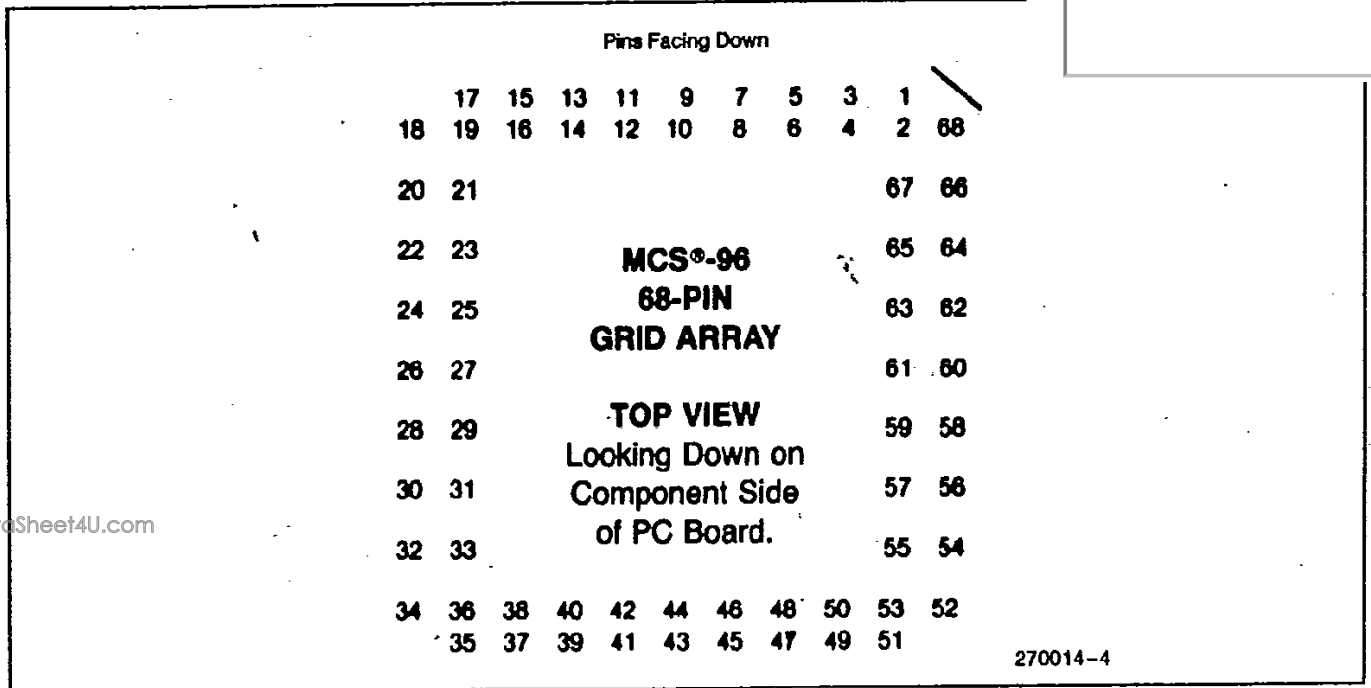 Pins Facing Down
17 15 13 11 9 7 5 3 1
18 19 16 14 12 10 8 6 4 2 68
20 21 67 66
22 23 65 64
MCS®-96
24 25 68-PIN 63 62
GRID ARRAY
26 27 61 60
TOP VIEW
28 29 59 58
Looking Down on
30 31 Component Side 57 56
of PC Board.
taSheet4U.com
32 33 55 54
34 36 38 40 42 44 46 48 50 53 52
35 37 39 41 43 45 47 49 51
270014-4